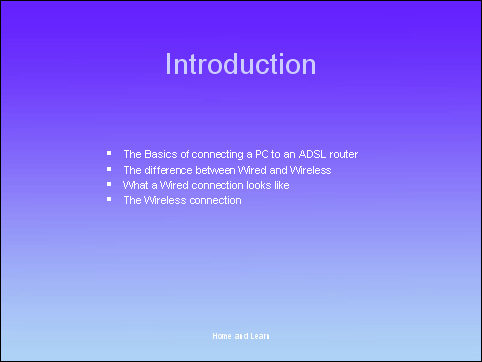 Introduction
The Basics of connecting a PC to an ADSL router
The difference between Wired and Wireless
What a Wired connection looks like
The Wireless connection
Home and Learn